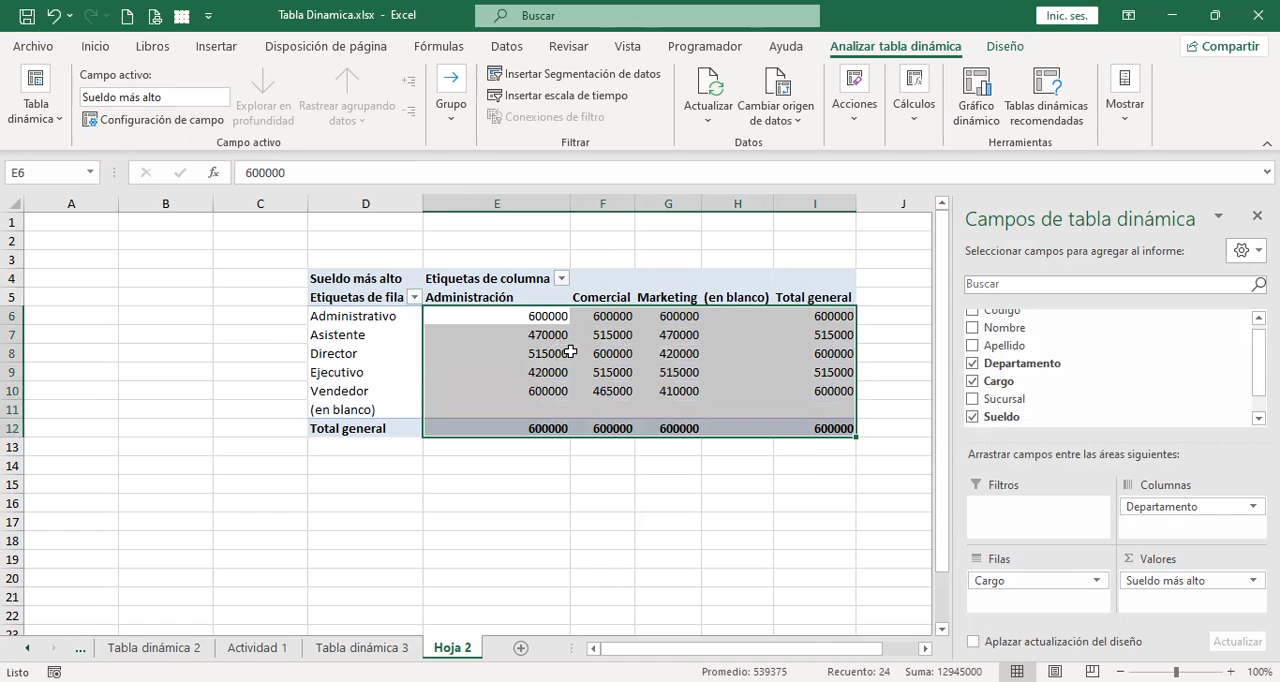 Tabla Dinamica.xlsx - Excel
Buscar
Inic. ses.
Archivo Inicio Libros Insertar Disposición de página Fórmulas Datos Revisar Vista Programador Ayuda Analizar tabla dinámica Diseño Compartir
Tabla dinámica
Campo activo:
Sueldo más alto
Configuración de campo
Explorar en profundidad
Rastrear agrupando datos
Campo activo
Grupo
Insertar Segmentación de datos
Insertar escala de tiempo
Conexiones de filtro
Filtrar
Actualizar
Cambiar origen de datos
Datos
Acciones
Cálculos
Gráfico dinámico
Tablas dinámicas recomendadas
Herramientas
Mostrar
E6 fx 600000
A B C D E F G H I J
1
2
3
4 Sueldo más alto Etiquetas de columna
5 Etiquetas de fila Administración Comercial Marketing (en blanco) Total general
6 Administrativo 600000 600000 600000 600000
7 Asistente 470000 515000 470000 515000
8 Director 515000 600000 420000 600000
9 Ejecutivo 420000 515000 515000 515000
10 Vendedor 600000 465000 410000 600000
11 (en blanco)
12 Total general 600000 600000 600000 600000
13
14
15
16
17
18
19
20
21
22
23
Campos de tabla dinámica
Seleccionar campos para agregar al informe:
Buscar
Código
Nombre
Apellido
Departamento
Cargo
Sucursal
Sueldo
Arrastrar campos entre las áreas siguientes:
Filtros
Columnas
Departamento
Filas
Cargo
Σ Valores
Sueldo más alto
Aplazar actualización del diseño Actualizar
... Tabla dinámica 2 Actividad 1 Tabla dinámica 3 Hoja 2
Listo Promedio: 539375 Recuento: 24 Suma: 12945000 100%